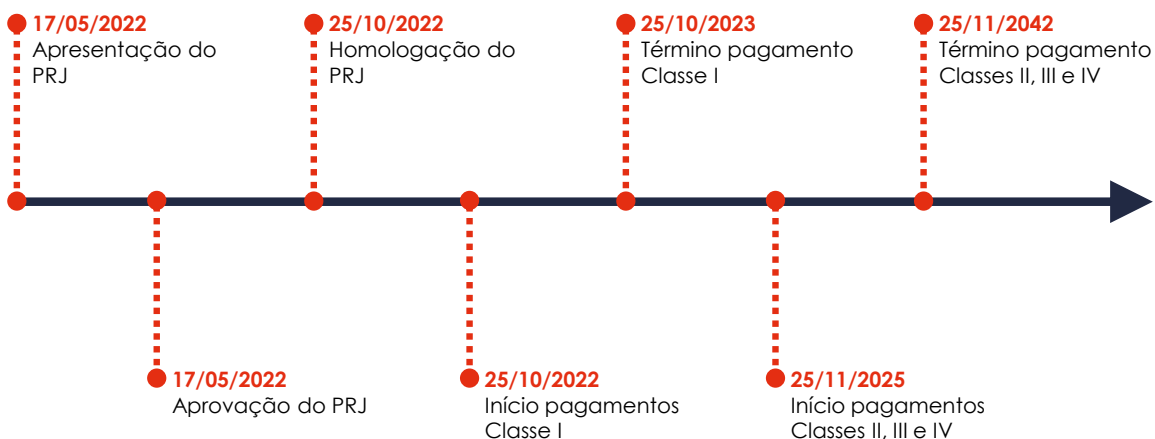 17/05/2022
Apresentação do
PRJ
25/10/2022
Homologação do
PRJ
25/10/2023
Término pagamento
Classe I
25/11/2042
Término pagamento
Classes II, III e IV
17/05/2022
Aprovação do PRJ
25/10/2022
Início pagamentos
Classe I
25/11/2025
Início pagamentos
Classes II, III e IV